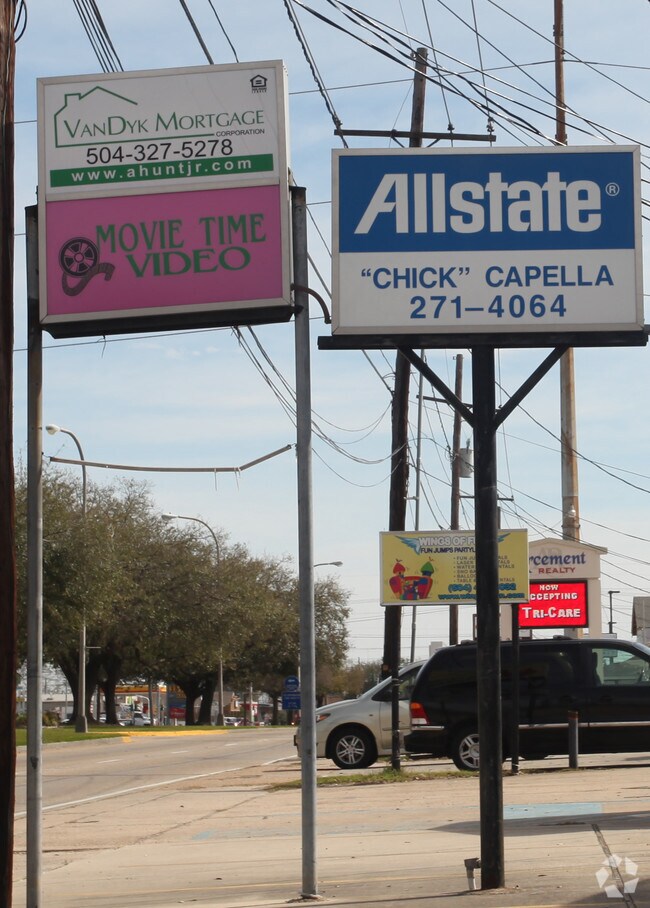 VanDyk Mortgage
CORPORATION
504-327-5278
www.ahuntjr.com
MOVIE TIME
VIDEO
Allstate®
"CHICK" CAPELLA
271-4064
WINGS OF
FUN JUMPS PARTY
rcement
REALTY
NOW
ACCEPTING
TRI-CARE